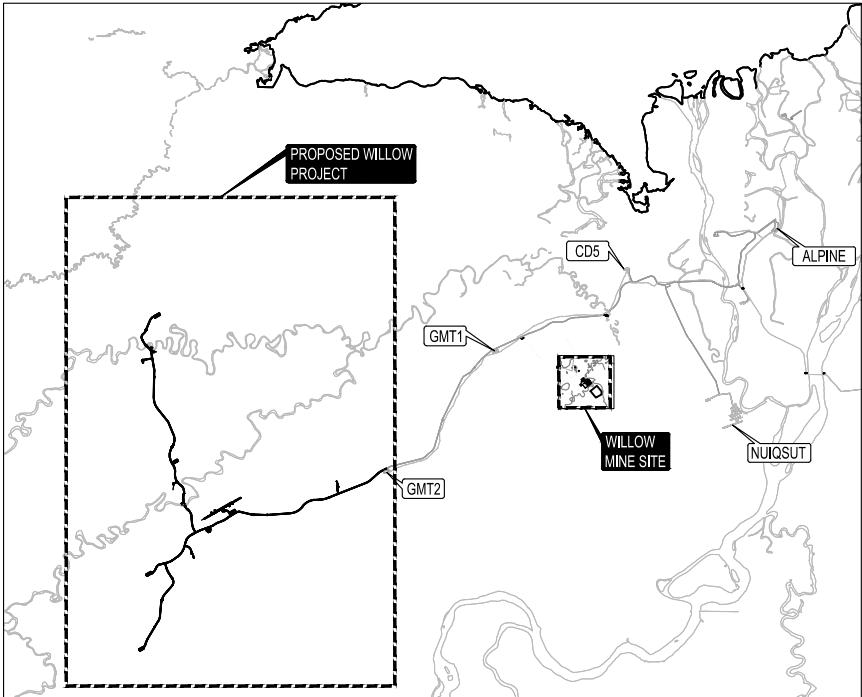 PROPOSED WILLOW
PROJECT
CD5
ALPINE
GMT1
WILLOW
MINE SITE
NUIQSUT
GMT2